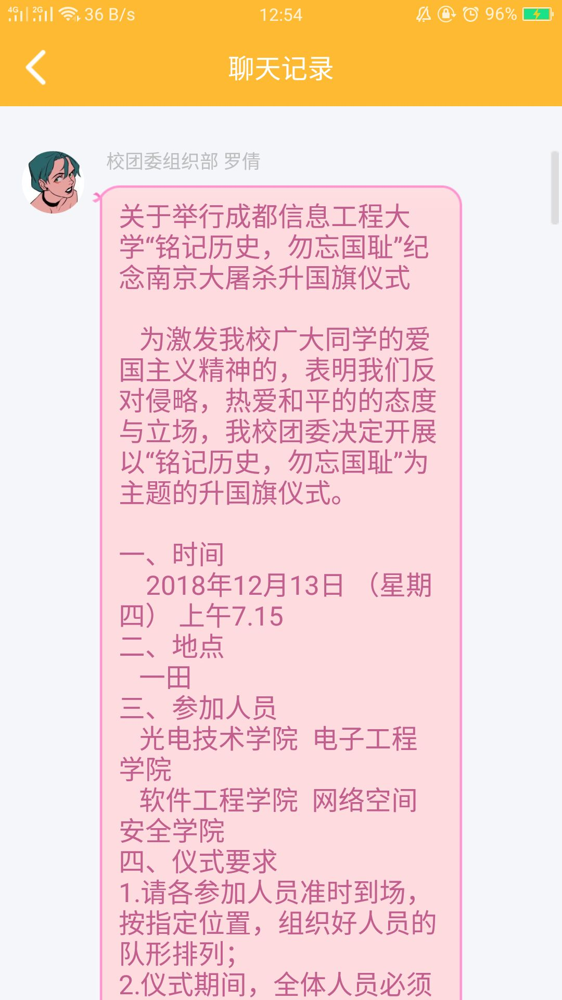 4G 2G 36 B/s 12:54 96%
聊天记录
校团委组织部 罗倩
关于举行成都信息工程大
学“铭记历史，勿忘国耻”纪
念南京大屠杀升国旗仪式
为激发我校广大同学的爱
国主义精神的，表明我们反
对侵略，热爱和平的的态度
与立场，我校团委决定开展
以“铭记历史，勿忘国耻”为
主题的升国旗仪式。
一、时间
2018年12月13日 （星期
四） 上午7.15
二、地点
一田
三、参加人员
光电技术学院 电子工程
学院
软件工程学院 网络空间
安全学院
四、仪式要求
1.请各参加人员准时到场，
按指定位置，组织好人员的
队形排列；
2.仪式期间，全体人员必须